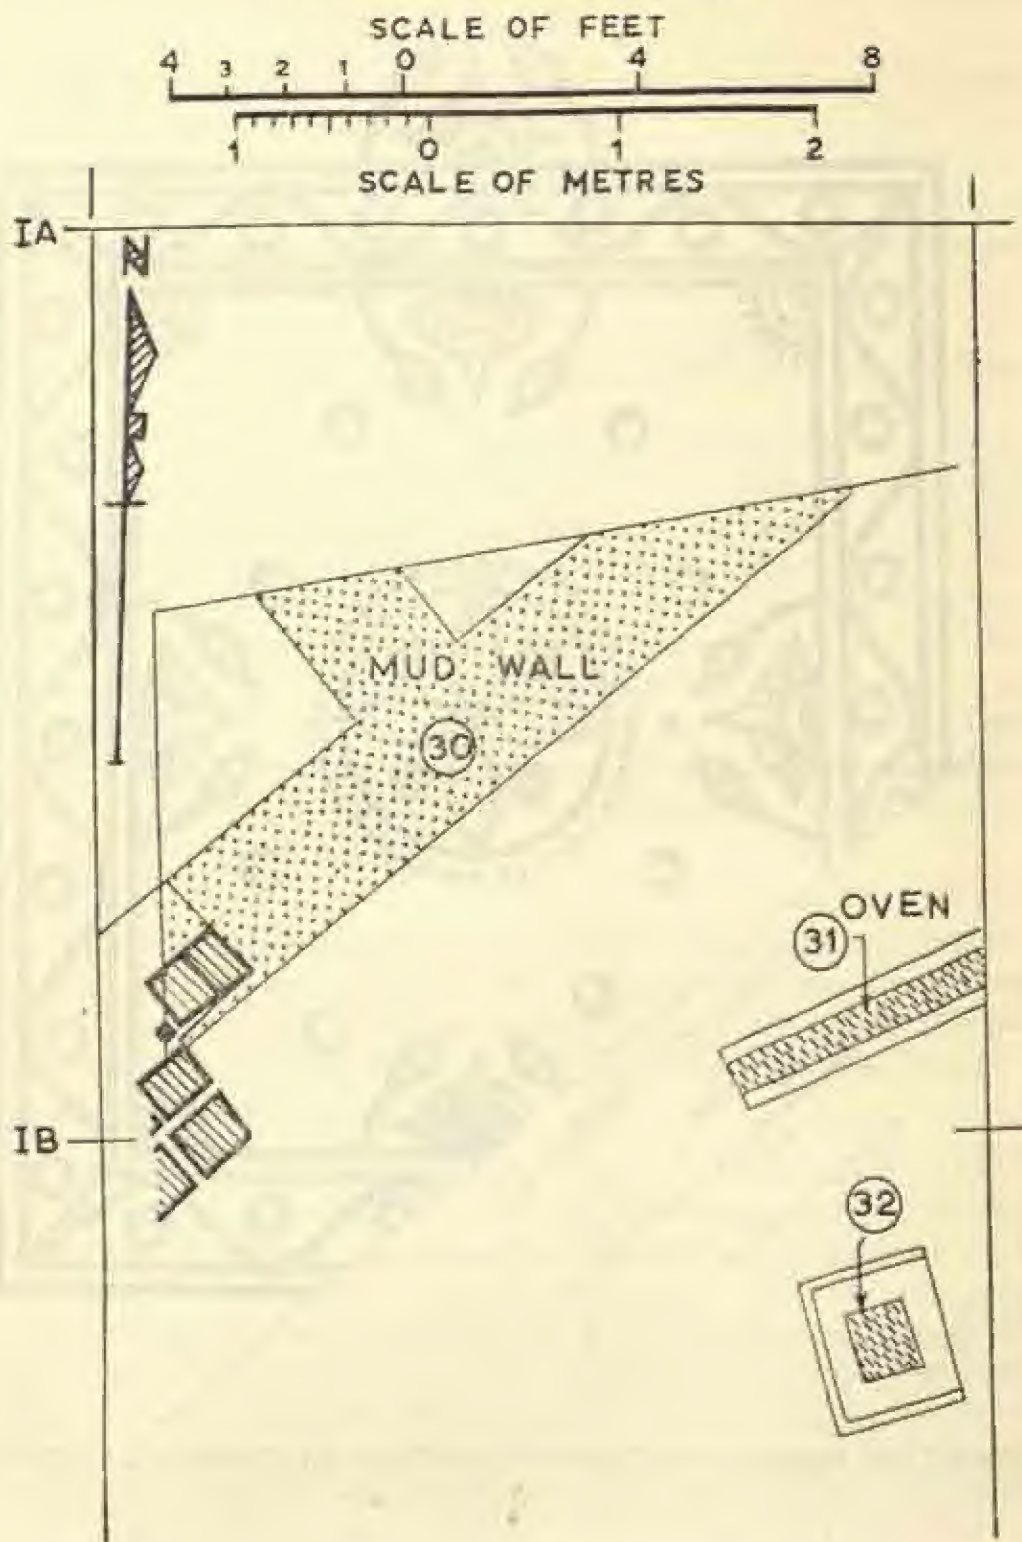 SCALE OF FEET
4 3 2 1 0 4 8
1 0 1 2
SCALE OF METRES
IA
N
MUD WALL
30
OVEN
31
IB
32